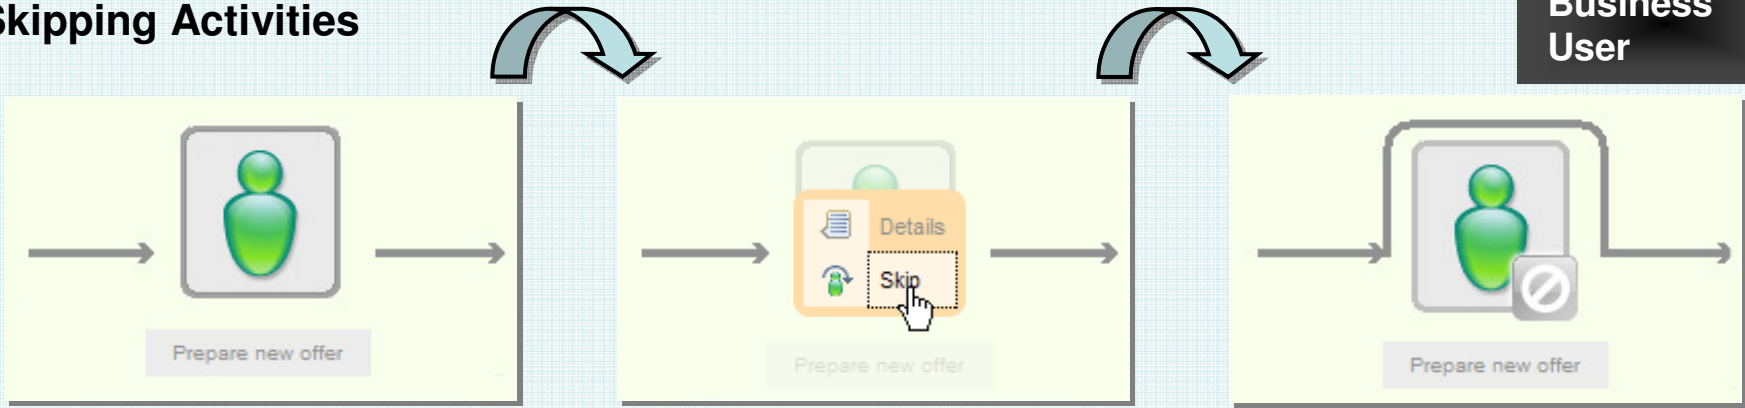 Skipping Activities
Business
User
Prepare new offer
Details
Skip
Prepare new offer
Prepare new offer